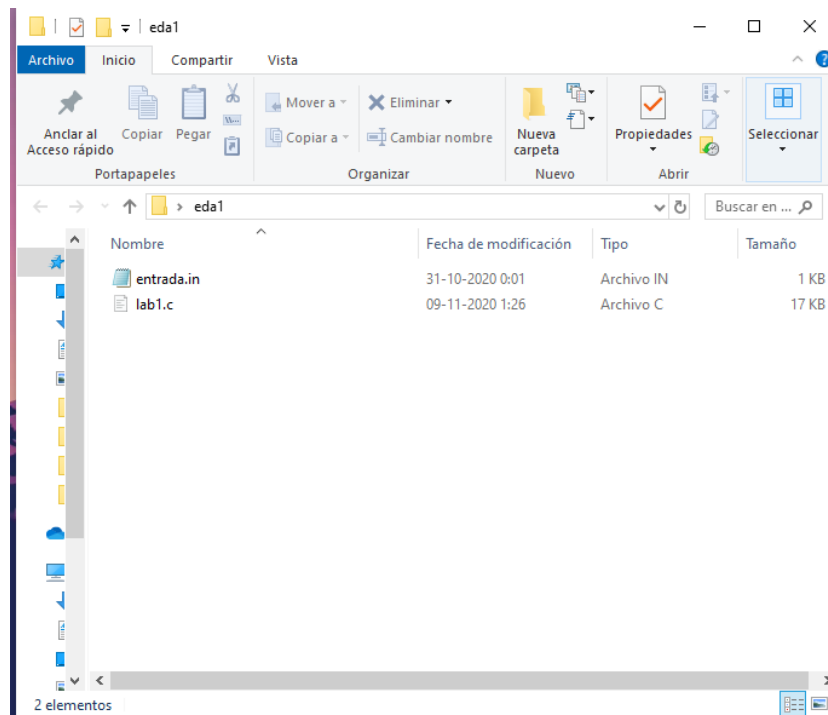 eda1
Archivo Inicio Compartir Vista
Anclar al Acceso rápido
Copiar
Pegar
Portapapeles
Mover a
Copiar a
Eliminar
Cambiar nombre
Organizar
Nueva carpeta
Nuevo
Propiedades
Abrir
Seleccionar
eda1
Buscar en ...
Nombre Fecha de modificación Tipo Tamaño
entrada.in 31-10-2020 0:01 Archivo IN 1 KB
lab1.c 09-11-2020 1:26 Archivo C 17 KB
2 elementos